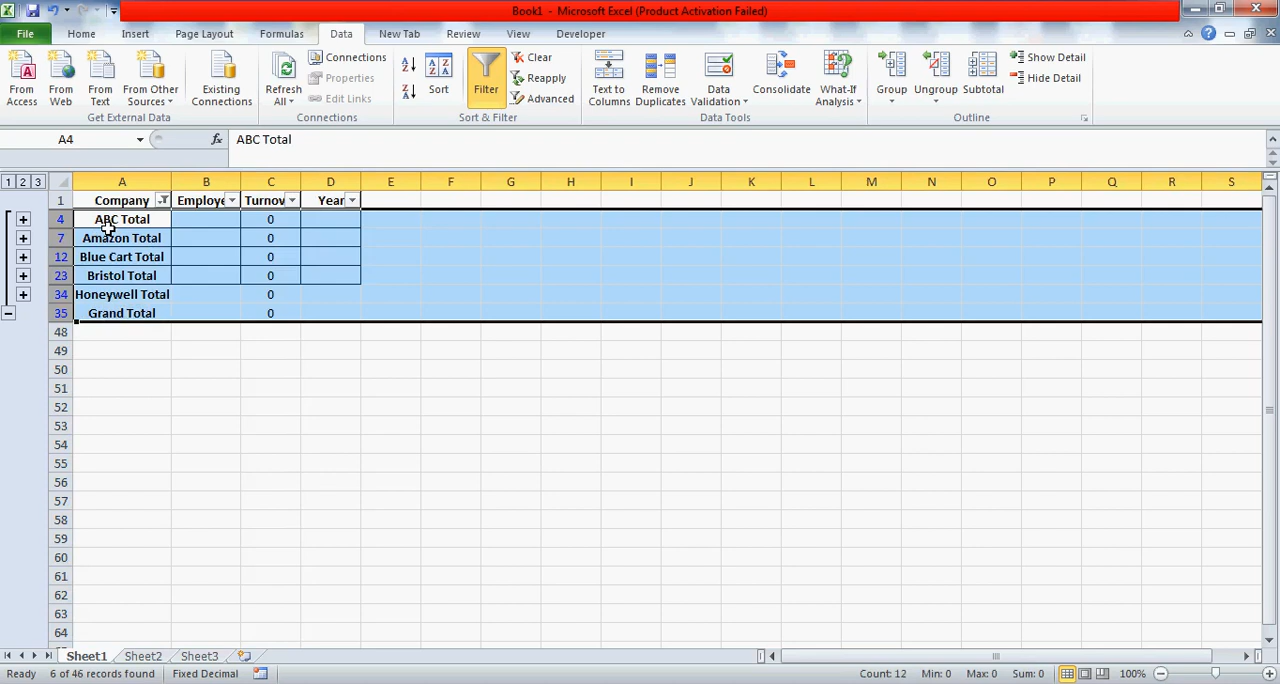 Book1 - Microsoft Excel (Product Activation Failed)
File Home Insert Page Layout Formulas Data New Tab Review View Developer
From Access From Web From Text From Other Sources Existing Connections Refresh All Connections Properties Edit Links Sort Filter Clear Reapply Advanced Text to Columns Remove Duplicates Data Validation Consolidate What-If Analysis Group Ungroup Subtotal Show Detail Hide Detail
Get External Data Connections Sort & Filter Data Tools Outline
A4 fx ABC Total
1 2 3 A B C D E F G H I J K L M N O P Q R S
1 Company Employe Turnov Year
4 ABC Total 0
7 Amazon Total 0
12 Blue Cart Total 0
23 Bristol Total 0
34 Honeywell Total 0
35 Grand Total 0
48
49
50
51
52
53
54
55
56
57
58
59
60
61
62
63
64
Sheet1 Sheet2 Sheet3
Ready 6 of 46 records found Fixed Decimal Count: 12 Min: 0 Max: 0 Sum: 0 100%